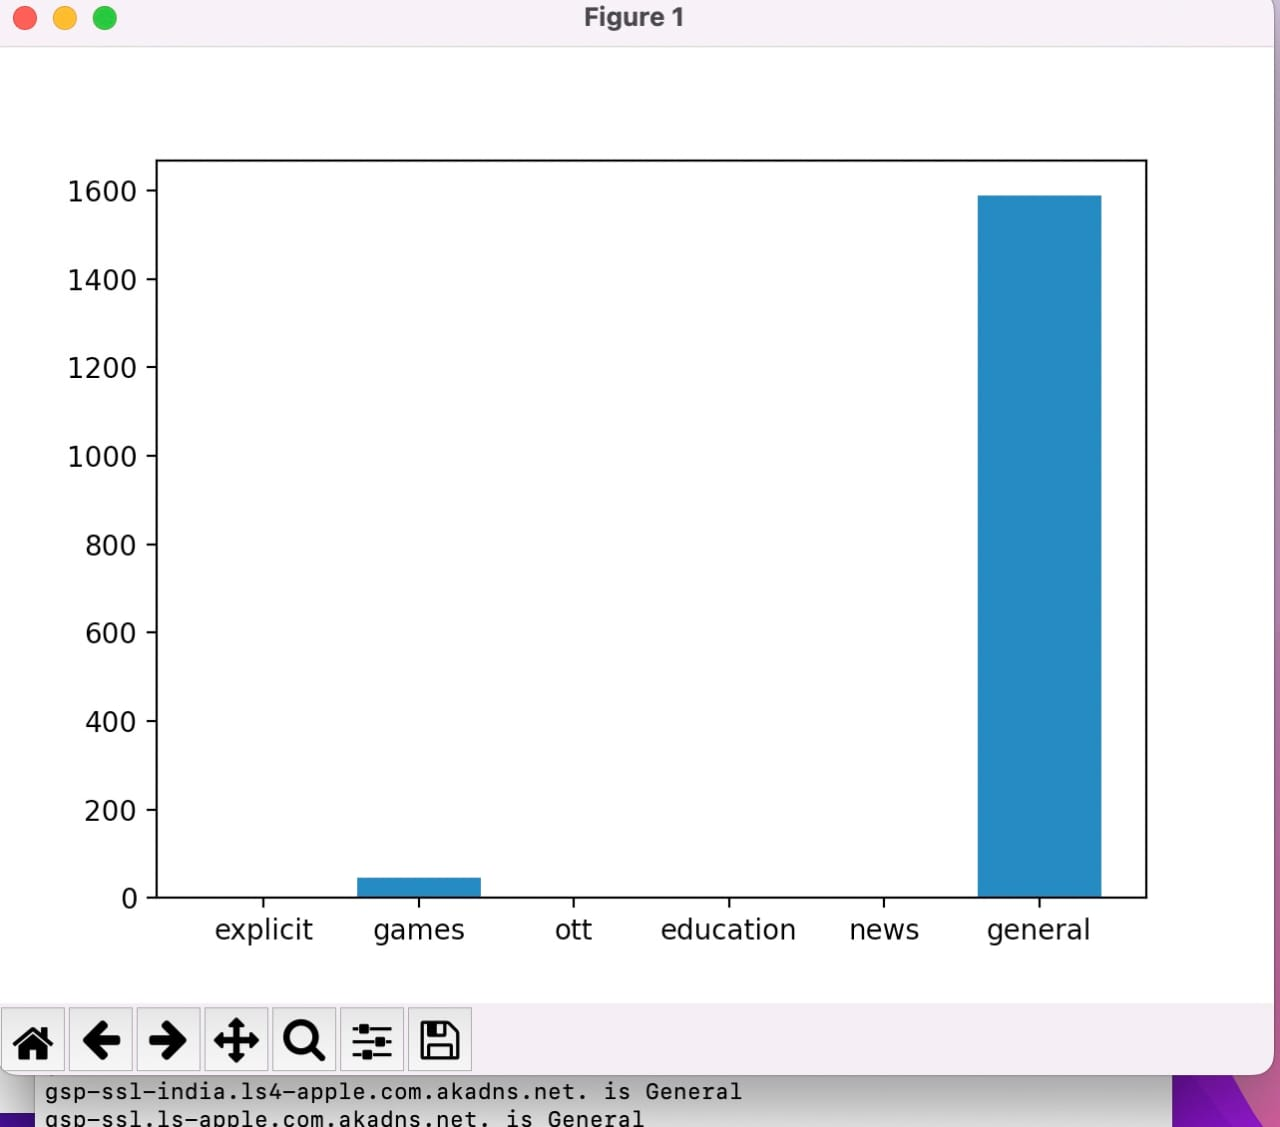 Figure 1
1600
1400
1200
1000
800
600
400
200
0
explicit games ott education news general
gsp-ssl-india.ls4-apple.com.akadns.net. is General
gsp-ssl.ls-apple.com.akadns.net. is General